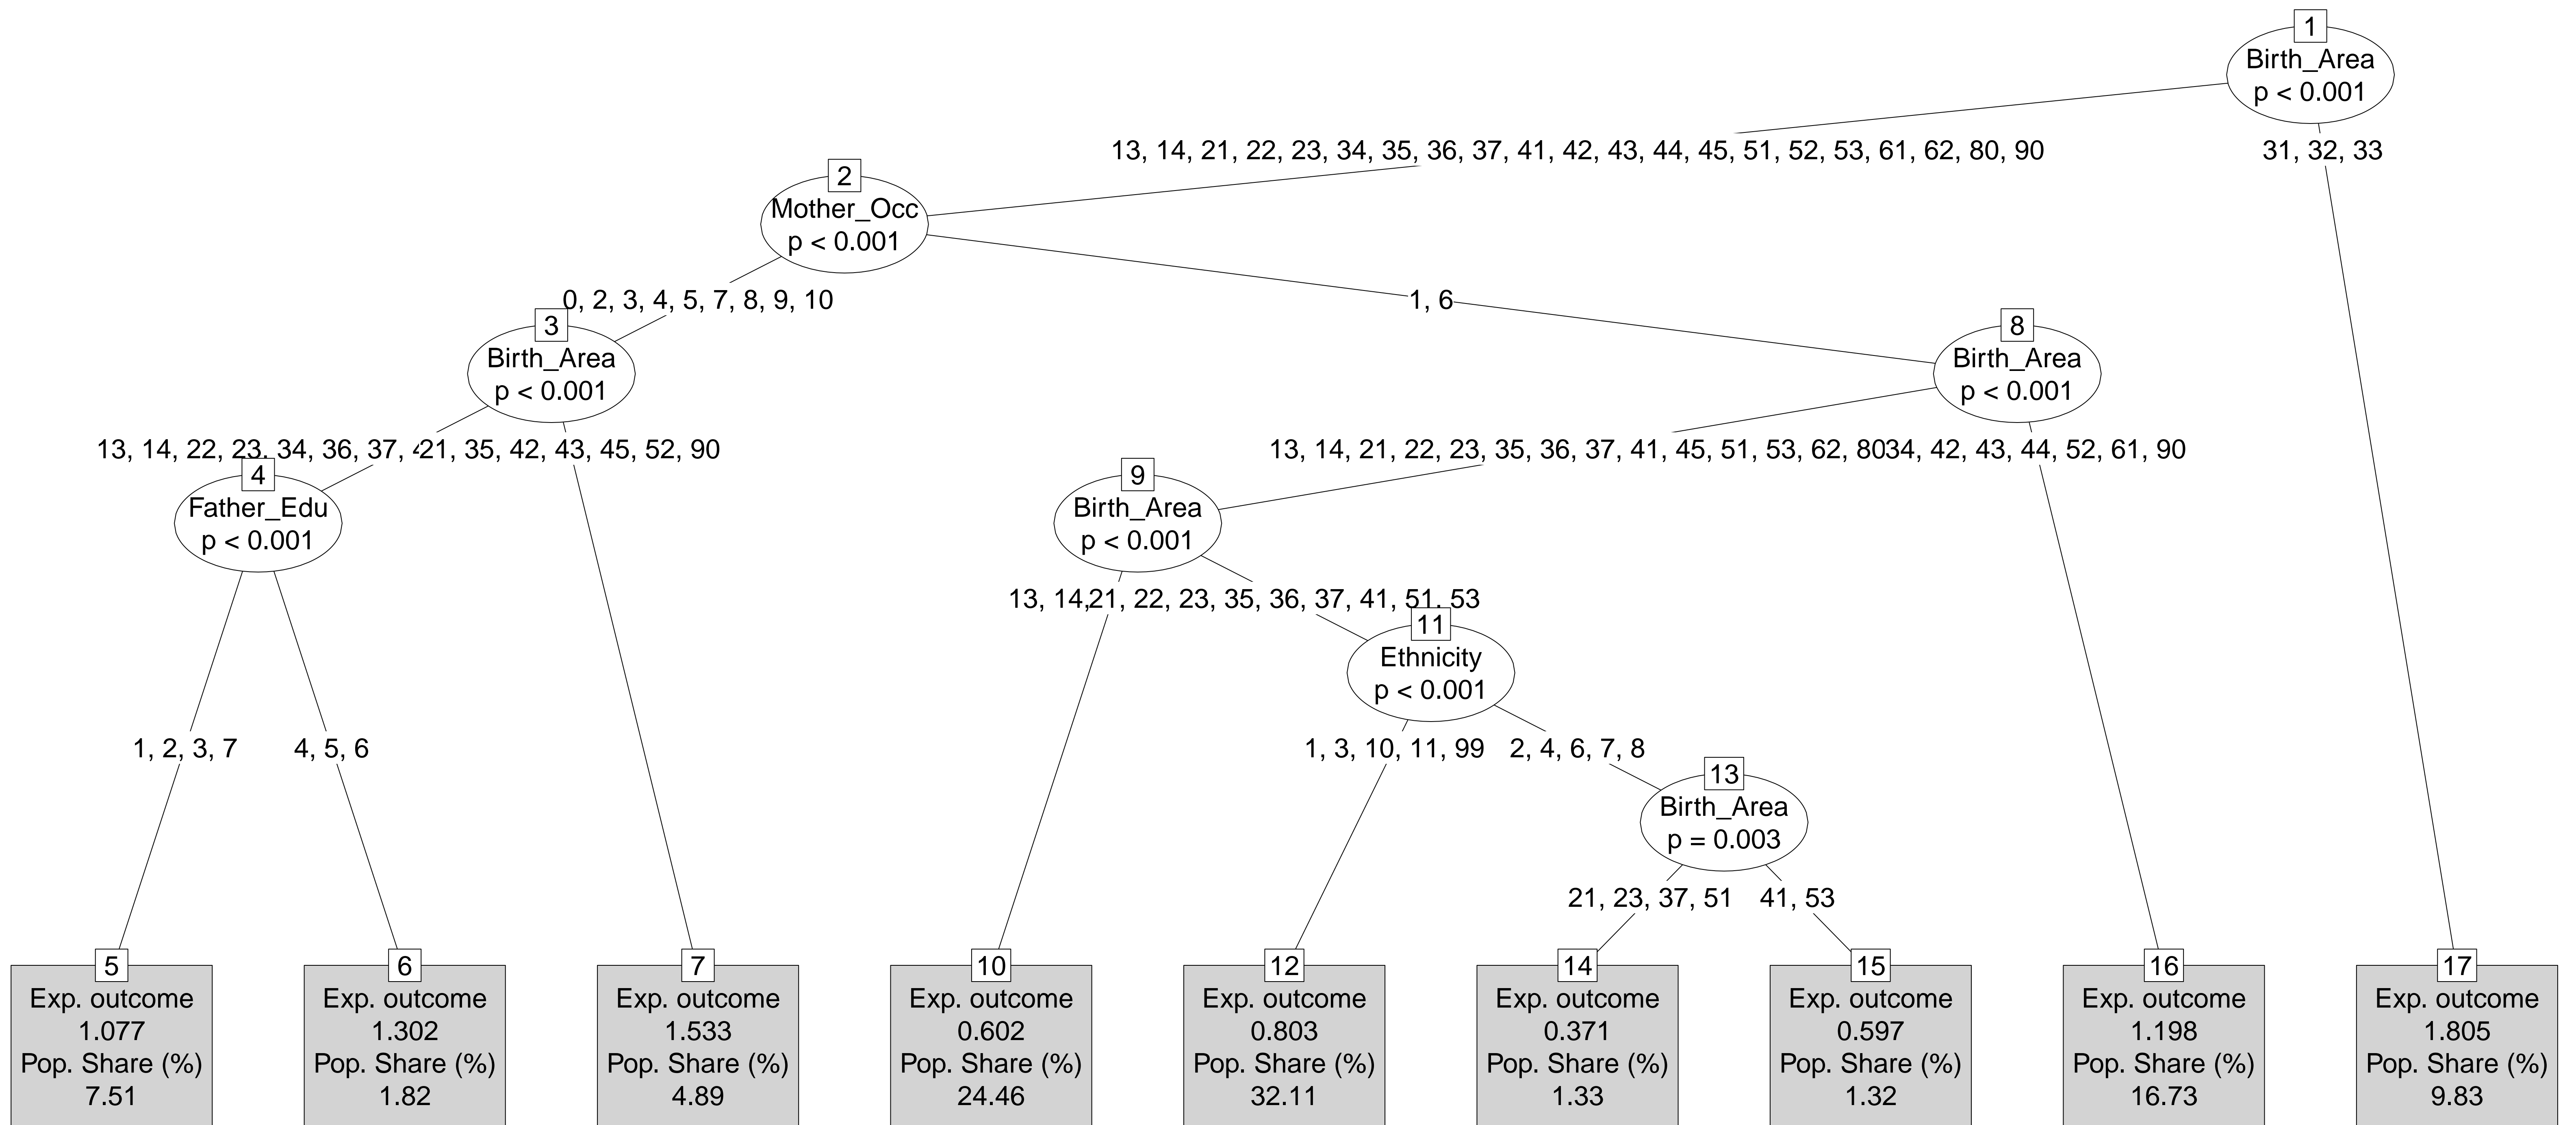 1
Birth_Area
p < 0.001
13, 14, 21, 22, 23, 34, 35, 36, 37, 41, 42, 43, 44, 45, 51, 52, 53, 61, 62, 80, 90
31, 32, 33
2
Mother_Occ
p < 0.001
0, 2, 3, 4, 5, 7, 8, 9, 10
1, 6
3
Birth_Area
p < 0.001
8
Birth_Area
p < 0.001
13, 14, 22, 23, 34, 36, 37,
21, 35, 42, 43, 45, 52, 90
13, 14, 21, 22, 23, 35, 36, 37, 41, 45, 51, 53, 62, 80
34, 42, 43, 44, 52, 61, 90
4
Father_Edu
p < 0.001
9
Birth_Area
p < 0.001
13, 14,
21, 22, 23, 35, 36, 37, 41, 51, 53
11
Ethnicity
p < 0.001
1, 2, 3, 7
4, 5, 6
1, 3, 10, 11, 99
2, 4, 6, 7, 8
13
Birth_Area
p = 0.003
21, 23, 37, 51
41, 53
5
Exp. outcome
1.077
Pop. Share (%)
7.51
6
Exp. outcome
1.302
Pop. Share (%)
1.82
7
Exp. outcome
1.533
Pop. Share (%)
4.89
10
Exp. outcome
0.602
Pop. Share (%)
24.46
12
Exp. outcome
0.803
Pop. Share (%)
32.11
14
Exp. outcome
0.371
Pop. Share (%)
1.33
15
Exp. outcome
0.597
Pop. Share (%)
1.32
16
Exp. outcome
1.198
Pop. Share (%)
16.73
17
Exp. outcome
1.805
Pop. Share (%)
9.83